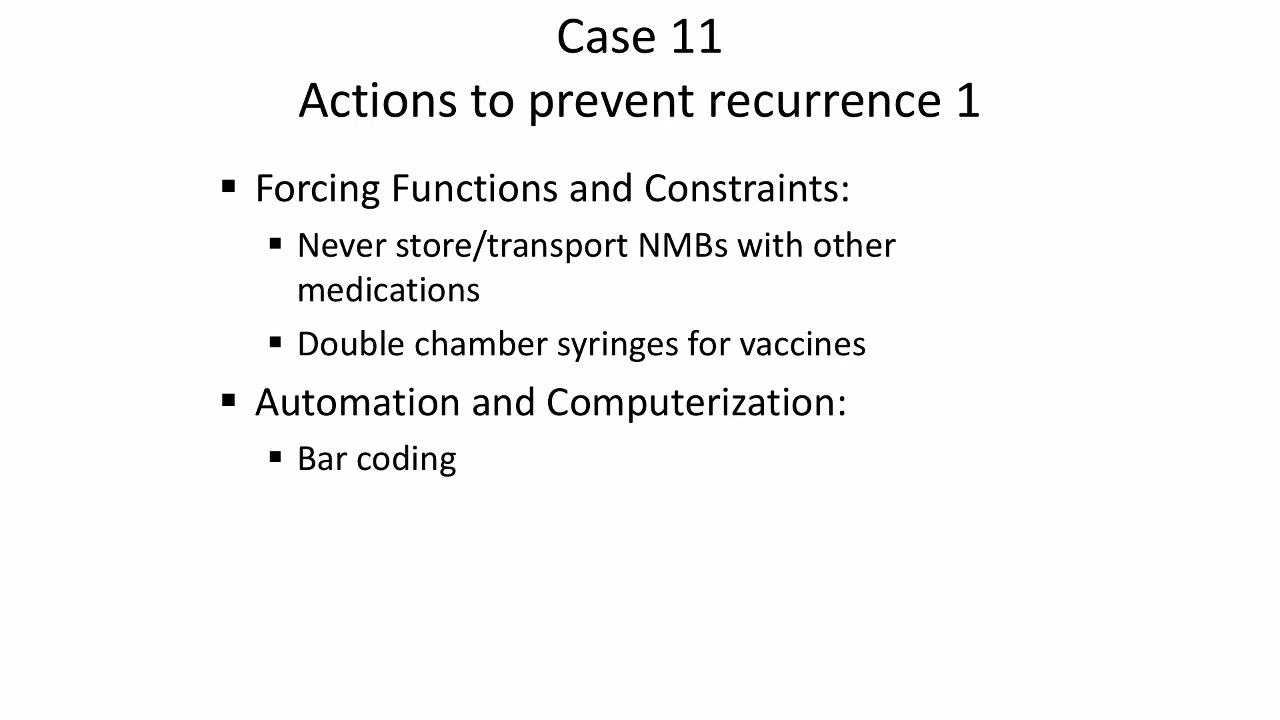 Case 11
Actions to prevent recurrence 1
▪ Forcing Functions and Constraints:
▪ Never store/transport NMBs with other
medications
▪ Double chamber syringes for vaccines
▪ Automation and Computerization:
▪ Bar coding